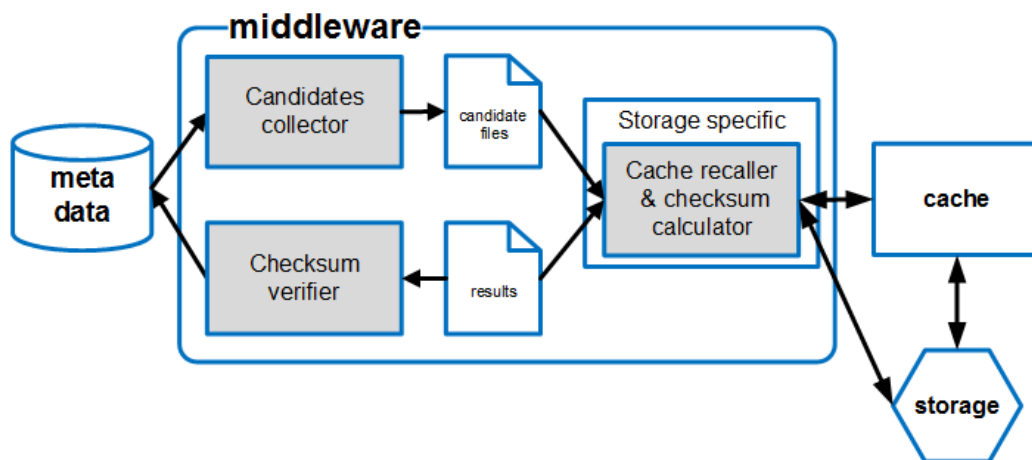 middleware
Candidates
collector
candidate
files
Storage specific
Cache recaller
& checksum
calculator
meta
data
cache
Checksum
verifier
results
storage